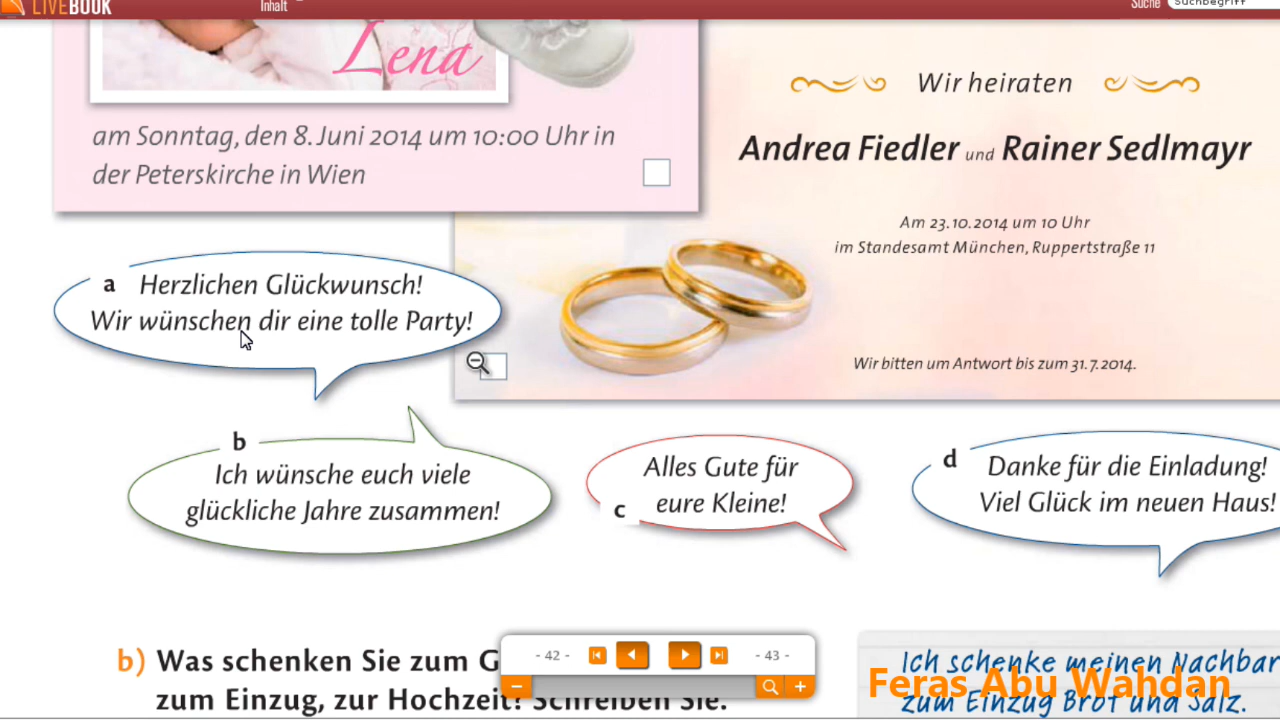 LIVEBOOK
Inhalt
Suche
Suchbegriff
Lena
am Sonntag, den 8. Juni 2014 um 10:00 Uhr in
der Peterskirche in Wien
Wir heiraten
Andrea Fiedler und Rainer Sedlmayr
Am 23.10.2014 um 10 Uhr
im Standesamt München, Ruppertstraße 11
Wir bitten um Antwort bis zum 31.7.2014.
a Herzlichen Glückwunsch!
Wir wünschen dir eine tolle Party!
b
Ich wünsche euch viele
glückliche Jahre zusammen!
Alles Gute für
c eure Kleine!
d Danke für die Einladung!
Viel Glück im neuen Haus!
b) Was schenken Sie zum G
zum Einzug, zur Hochzeit? Schreiben Sie.
- 42 -
- 43 -
Ich schenke meinen Nachbar
zum Einzug Brot und Salz.
Feras Abu Wahdan